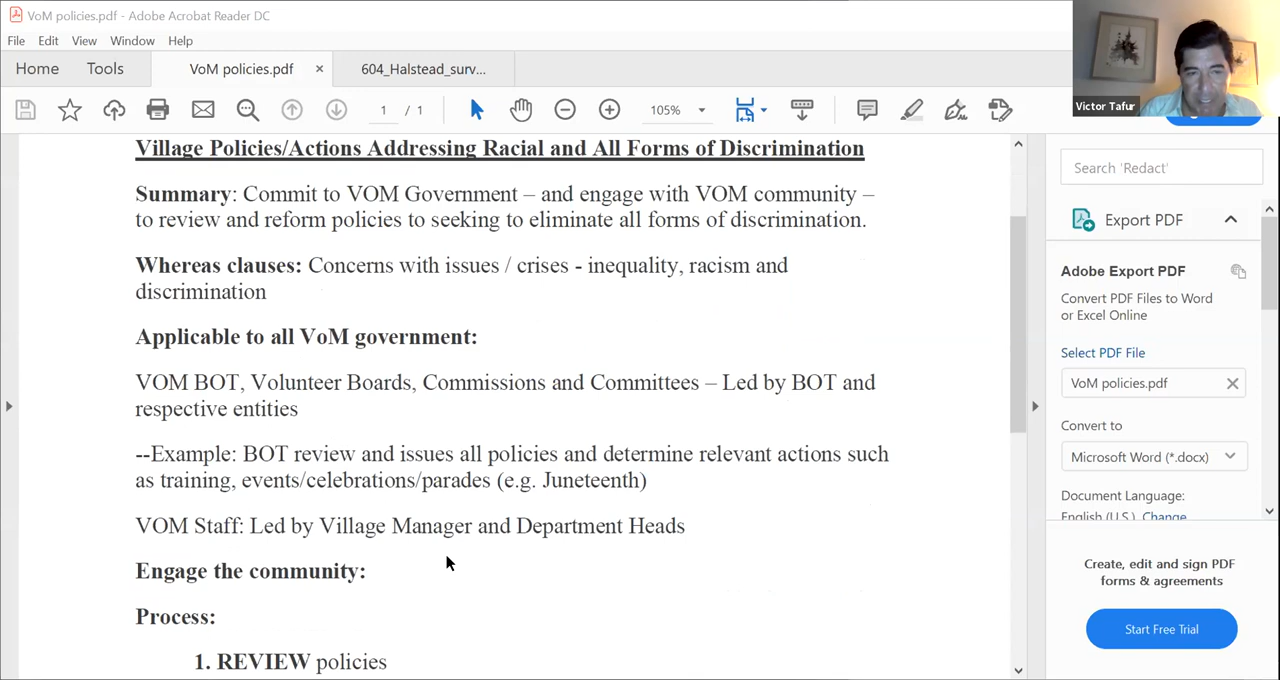 VoM policies.pdf - Adobe Acrobat Reader DC
File Edit View Window Help
Home Tools VoM policies.pdf × 604_Halstead_surv...
1 / 1 105%
Victor Tafur
Village Policies/Actions Addressing Racial and All Forms of Discrimination
Summary: Commit to VOM Government – and engage with VOM community –
to review and reform policies to seeking to eliminate all forms of discrimination.
Whereas clauses: Concerns with issues / crises - inequality, racism and
discrimination
Applicable to all VoM government:
VOM BOT, Volunteer Boards, Commissions and Committees – Led by BOT and
respective entities
--Example: BOT review and issues all policies and determine relevant actions such
as training, events/celebrations/parades (e.g. Juneteenth)
VOM Staff: Led by Village Manager and Department Heads
Engage the community:
Process:
1. REVIEW policies
Search 'Redact'
Export PDF
Adobe Export PDF
Convert PDF Files to Word
or Excel Online
Select PDF File
VoM policies.pdf
Convert to
Microsoft Word (*.docx)
Document Language:
English (U.S.) Change
Create, edit and sign PDF
forms & agreements
Start Free Trial